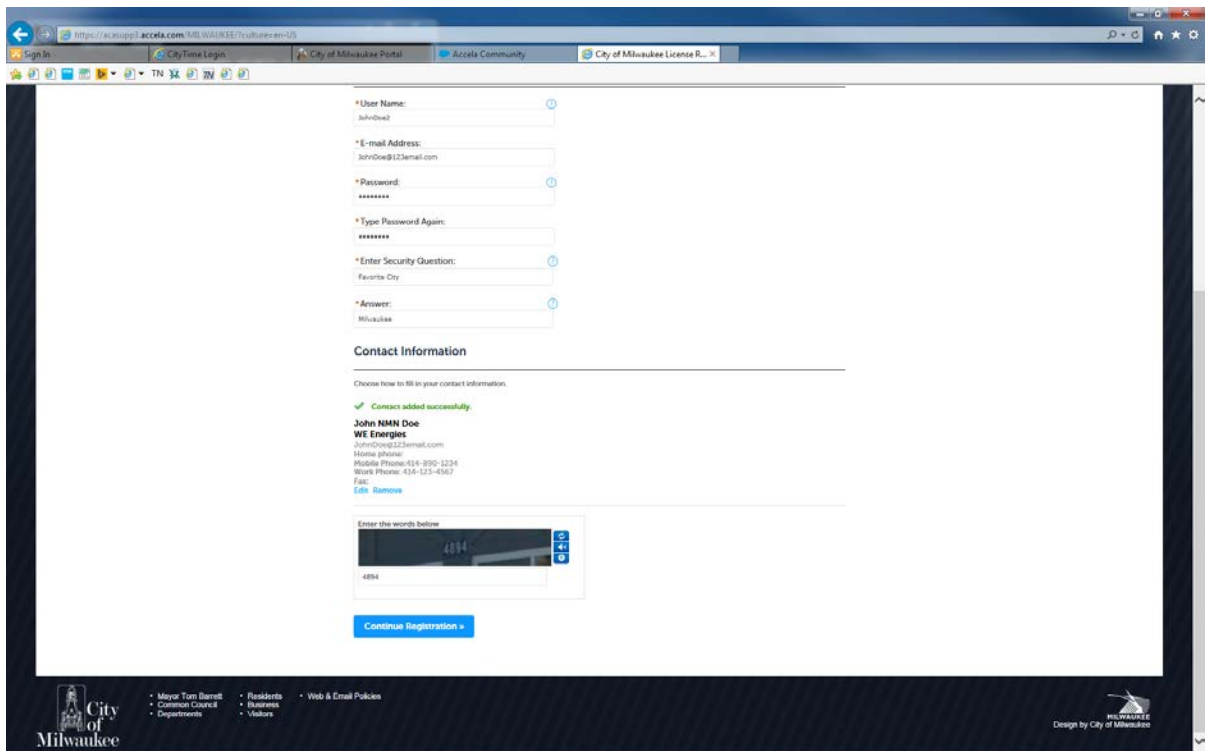 https://acasupp3.accela.com/MILWAUKEE/?culture=en-US
Sign In
CityTime Login
City of Milwaukee Portal
Accela Community
City of Milwaukee License R...
TN
*User Name:
JohnDoe2
*E-mail Address:
JohnDoe@123email.com
*Password:
••••••••
*Type Password Again:
••••••••
*Enter Security Question:
Favorite City
*Answer:
Milwaukee
Contact Information
Choose how to fill in your contact information.
Contact added successfully.
John NMN Doe
WE Energies
JohnDoe@123email.com
Home phone:
Mobile Phone:414-890-1234
Work Phone: 414-123-4567
Fax:
Edit Remove
Enter the words below
4894
4894
Continue Registration »
City
of
Milwaukee
• Mayor Tom Barrett
• Common Council
• Departments
• Residents
• Business
• Visitors
• Web & Email Policies
MILWAUKEE
Design by City of Milwaukee